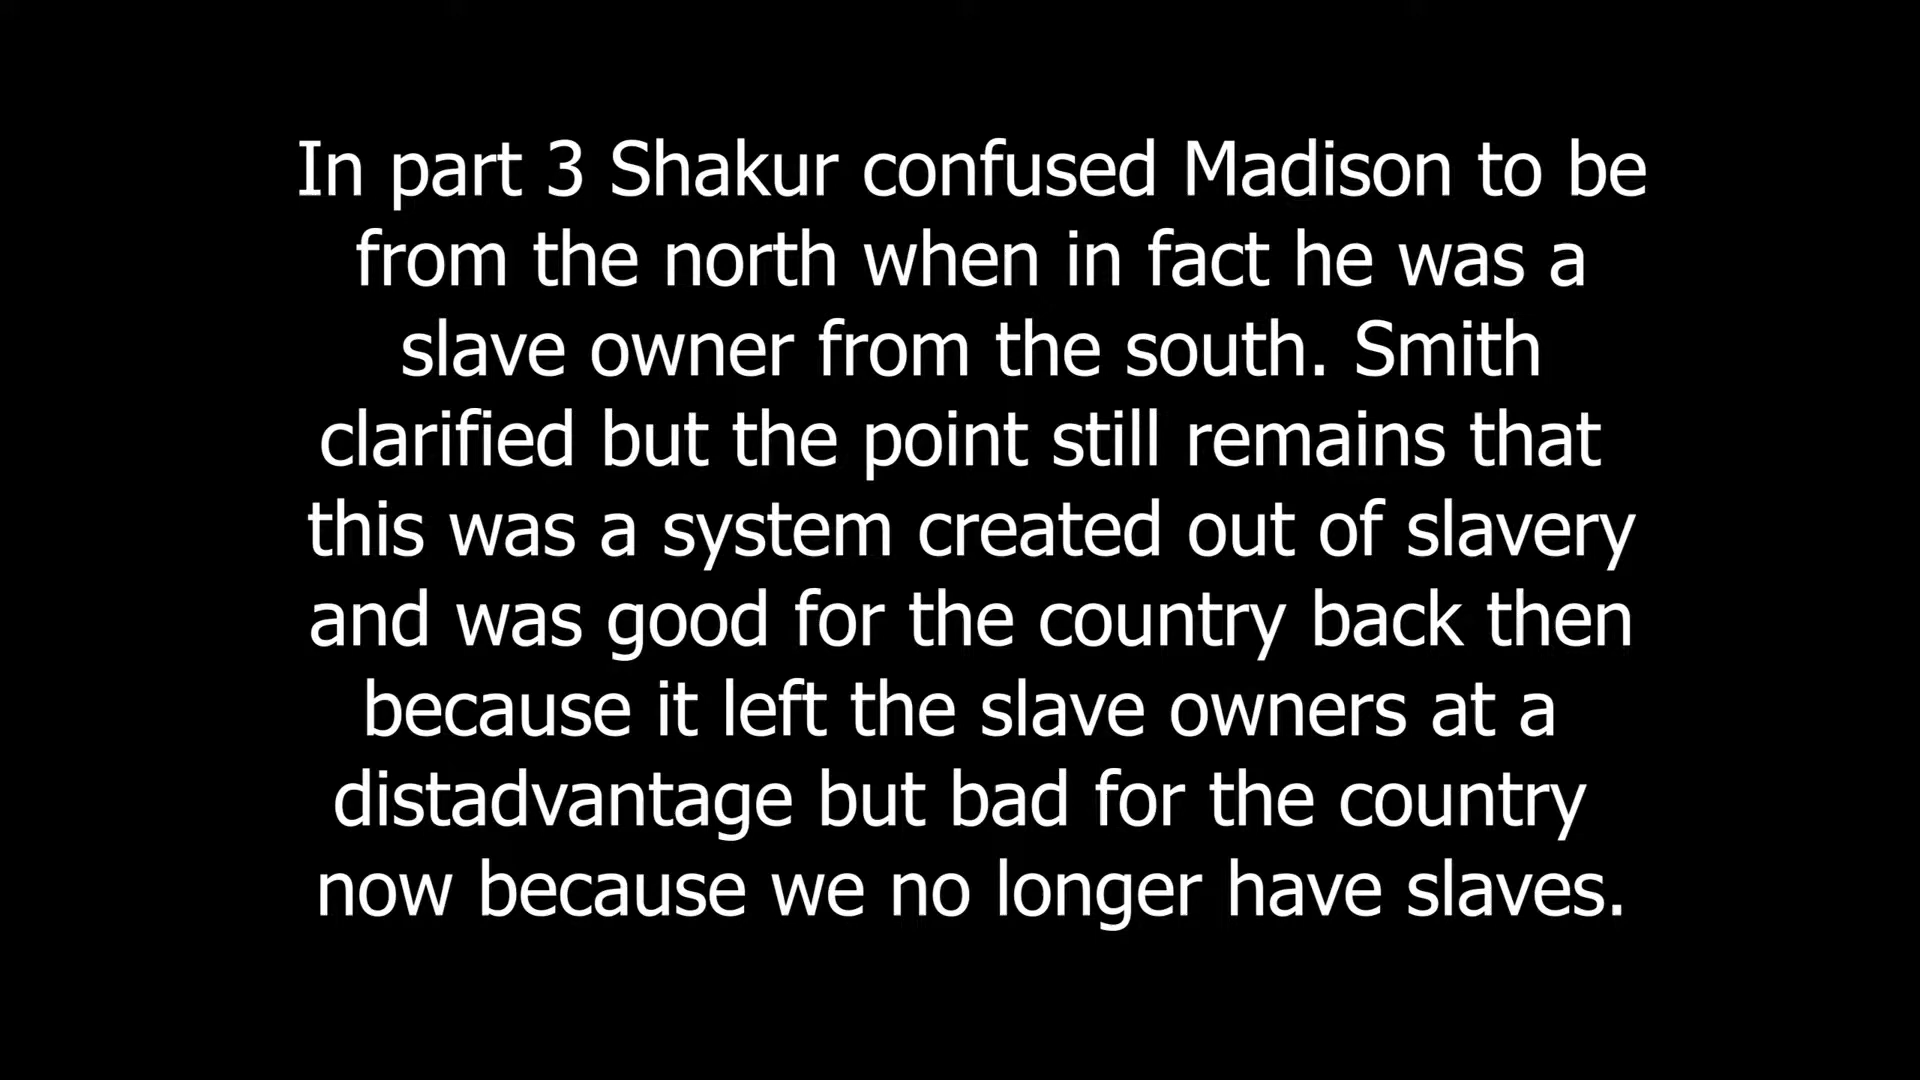 In part 3 Shakur confused Madison to be
from the north when in fact he was a
slave owner from the south. Smith
clarified but the point still remains that
this was a system created out of slavery
and was good for the country back then
because it left the slave owners at a
distadvantage but bad for the country
now because we no longer have slaves.